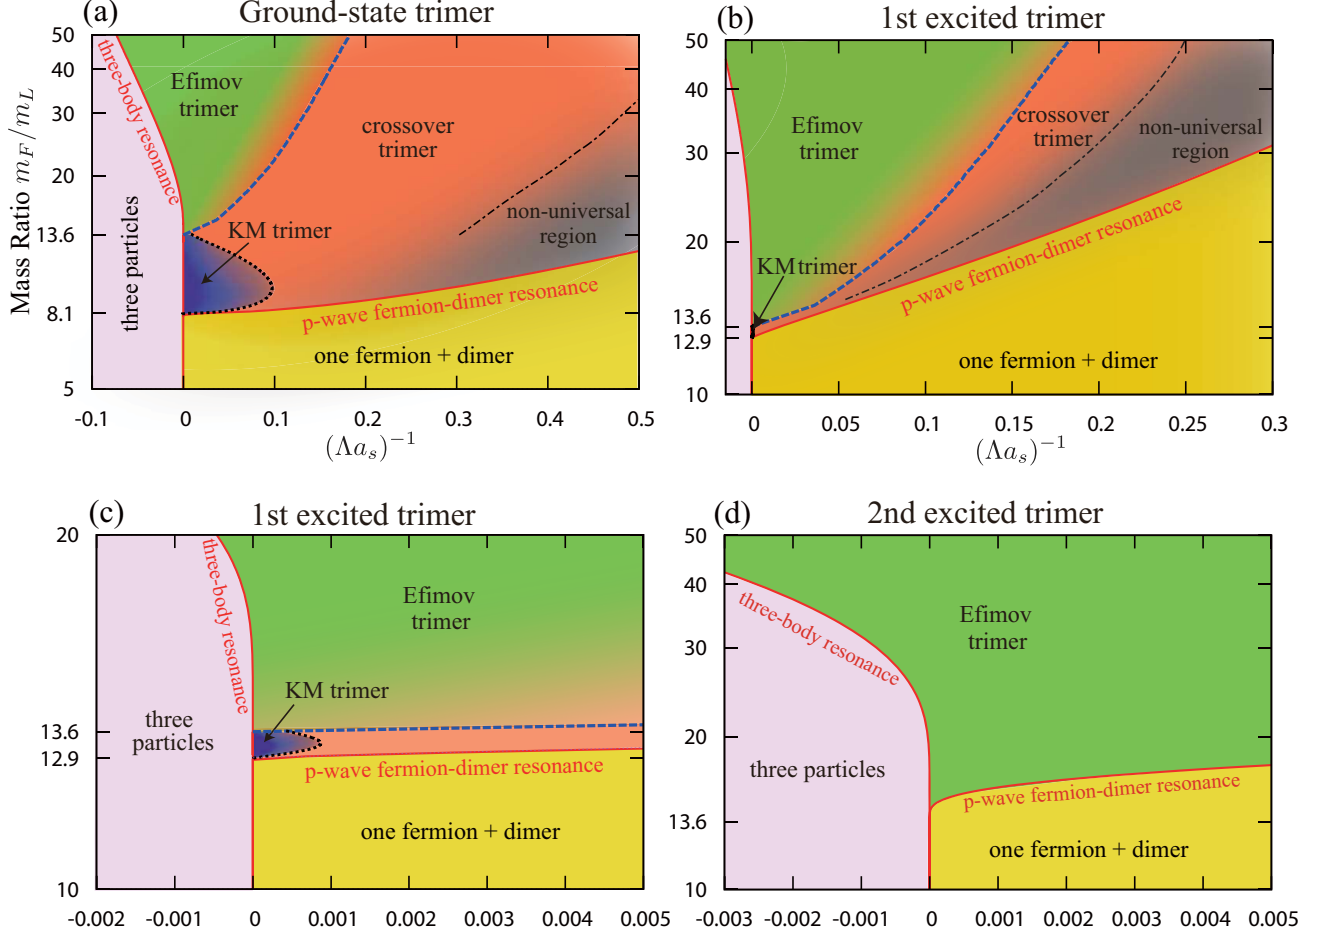 (a)
Ground-state trimer
50
40
30
20
13.6
8.1
5
Mass Ratio m_F/m_L
three-body resonance
Efimov
trimer
crossover
trimer
KM trimer
non-universal
region
three particles
p-wave fermion-dimer resonance
one fermion + dimer
-0.1
0
0.1
0.2
0.3
0.4
0.5
(Λa_s)^{-1}
(b)
1st excited trimer
50
40
30
20
13.6
12.9
10
Efimov
trimer
crossover
trimer
non-universal
region
KM trimer
p-wave fermion-dimer resonance
one fermion + dimer
0
0.05
0.1
0.15
0.2
0.25
0.3
(Λa_s)^{-1}
(c)
1st excited trimer
20
13.6
12.9
10
three-body resonance
Efimov
trimer
KM trimer
three
particles
p-wave fermion-dimer resonance
one fermion + dimer
-0.002
-0.001
0
0.001
0.002
0.003
0.004
0.005
(d)
2nd excited trimer
50
40
30
20
13.6
10
three-body resonance
Efimov
trimer
three particles
p-wave fermion-dimer resonance
one fermion + dimer
-0.003
-0.002
-0.001
0
0.001
0.002
0.003
0.004
0.005